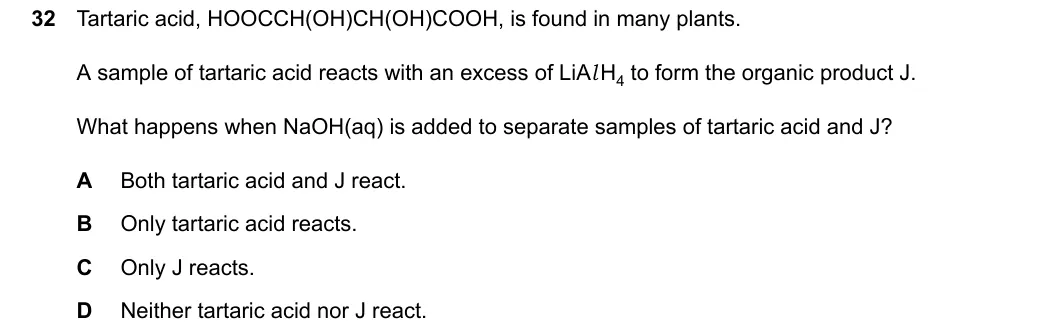 32 Tartaric acid, HOOCCH(OH)CH(OH)COOH, is found in many plants.
A sample of tartaric acid reacts with an excess of LiAlH₄ to form the organic product J.
What happens when NaOH(aq) is added to separate samples of tartaric acid and J?
A Both tartaric acid and J react.
B Only tartaric acid reacts.
C Only J reacts.
D Neither tartaric acid nor J react.